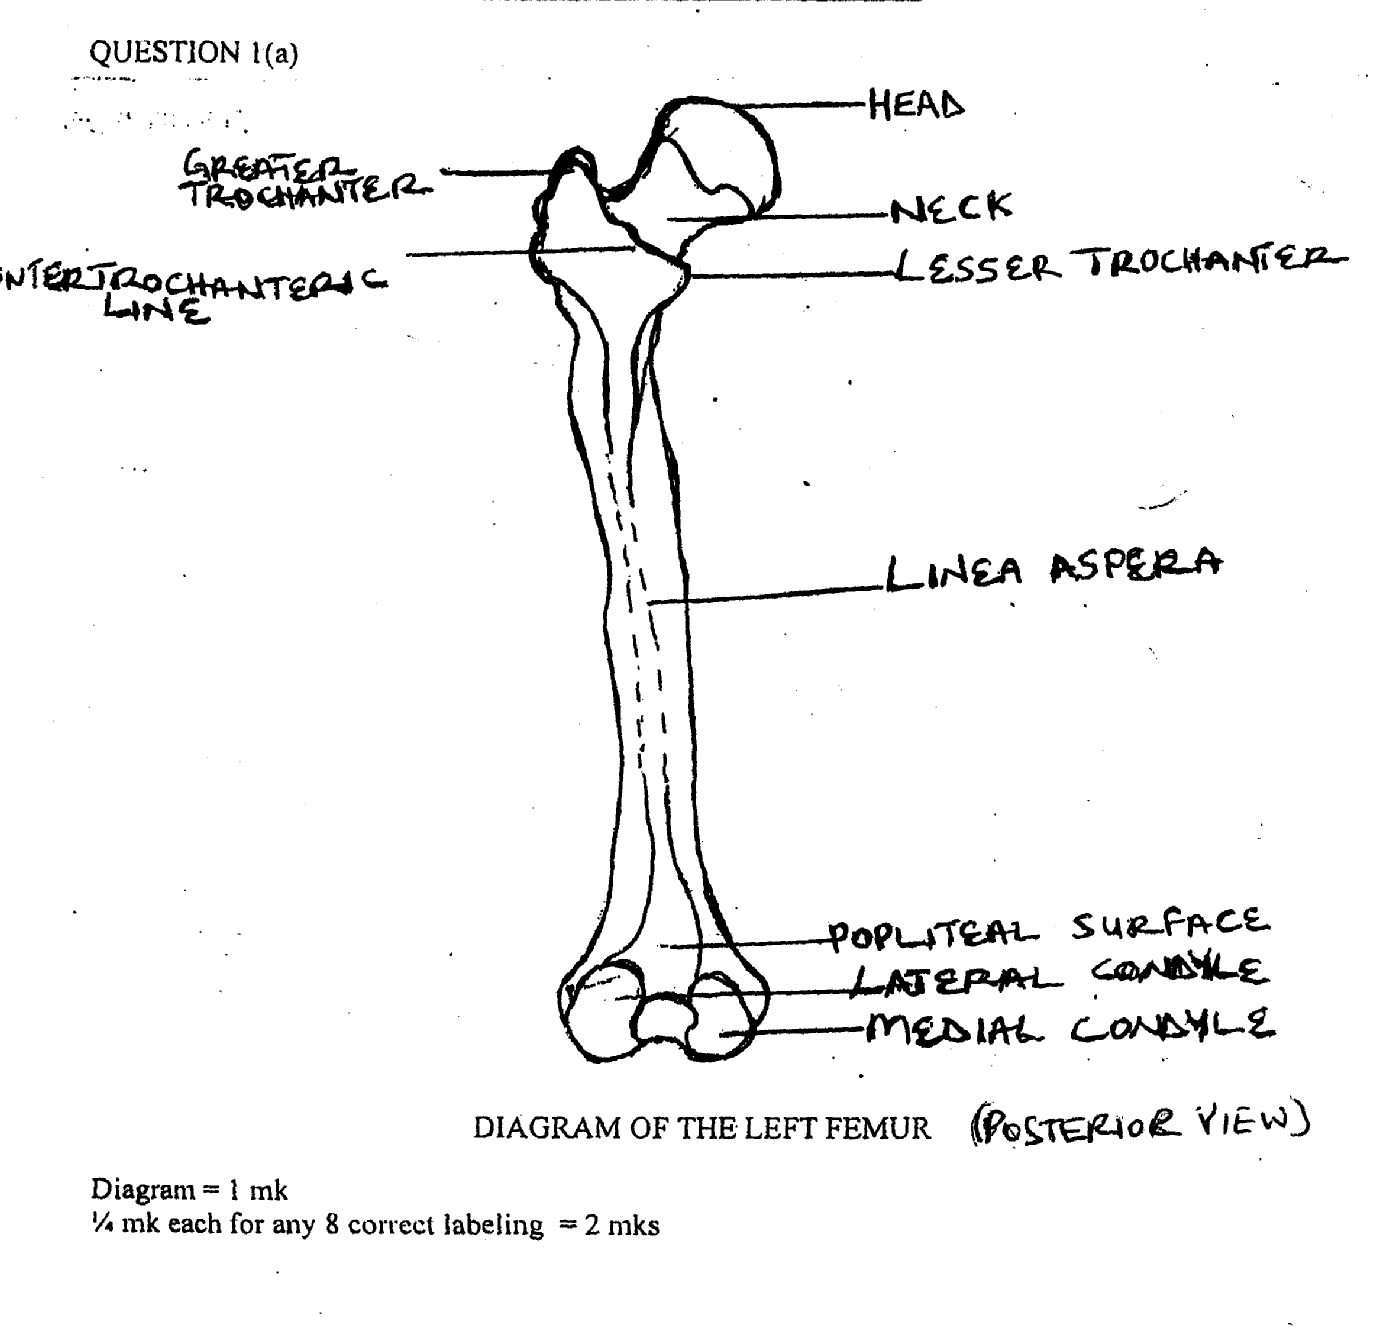 QUESTION 1(a)
HEAD
GREATER
TROCHANTER
NECK
LESSER TROCHANTER
INTERTROCHANTERIC
LINE
LINEA ASPERA
POPLITEAL SURFACE
LATERAL CONDYLE
MEDIAL CONDYLE
DIAGRAM OF THE LEFT FEMUR (POSTERIOR VIEW)
Diagram = 1 mk
¼ mk each for any 8 correct labeling = 2 mks